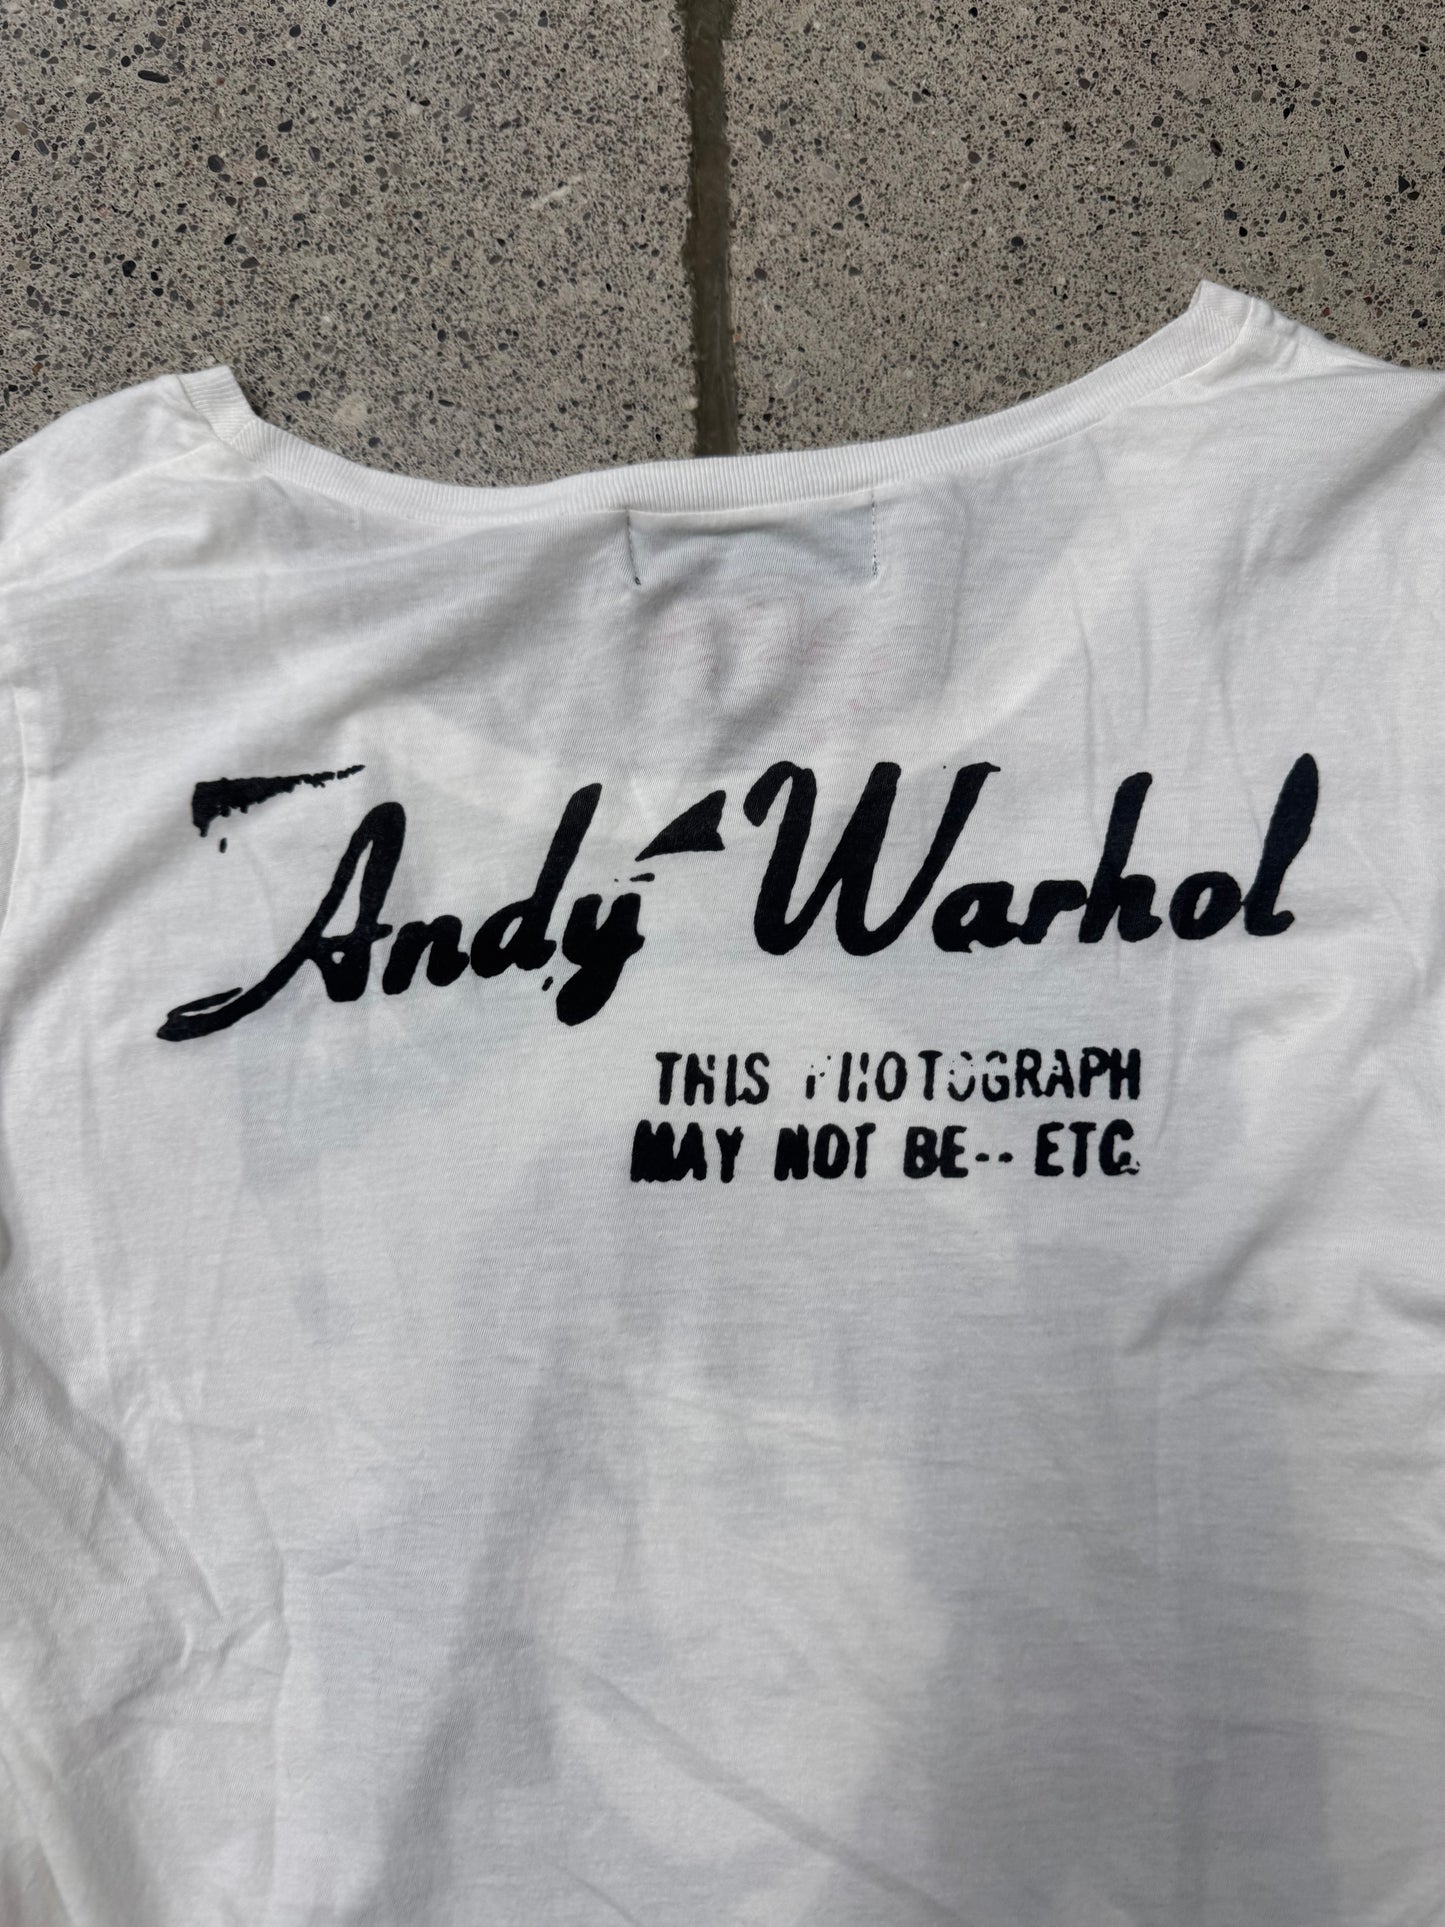 Andy Warhol
THIS PHOTOGRAPH
MAY NOT BE-- ETC.